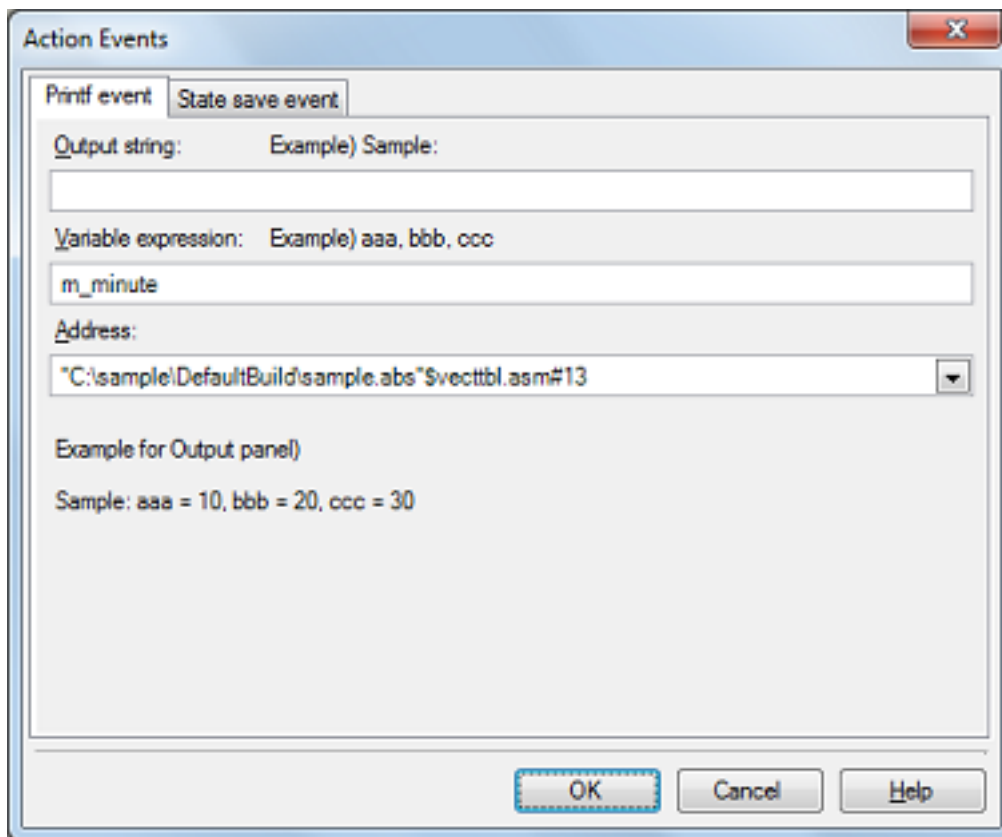 Action Events
Printf event State save event
Output string: Example) Sample:
Variable expression: Example) aaa, bbb, ccc
m_minute
Address:
"C:\sample\DefaultBuild\sample.abs"$vecttbl.asm#13
Example for Output panel)
Sample: aaa = 10, bbb = 20, ccc = 30
OK Cancel Help